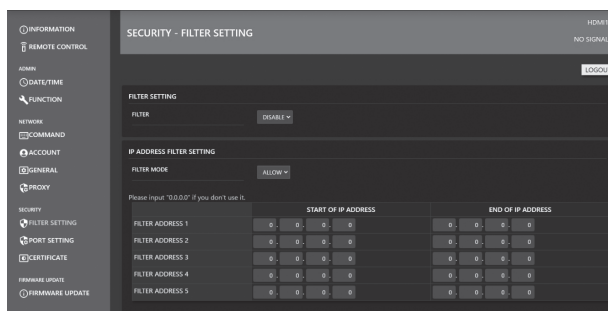 INFORMATION
REMOTE CONTROL
ADMIN
DATE/TIME
FUNCTION
NETWORK
COMMAND
ACCOUNT
GENERAL
PROXY
SECURITY
FILTER SETTING
PORT SETTING
CERTIFICATE
FIRMWARE UPDATE
FIRMWARE UPDATE
SECURITY - FILTER SETTING
HDMI
NO SIGNAL
LOGOU
FILTER SETTING
FILTER DISABLE
IP ADDRESS FILTER SETTING
FILTER MODE ALLOW
Please input "0.0.0.0" if you don't use it.
START OF IP ADDRESS END OF IP ADDRESS
FILTER ADDRESS 1 0 . 0 . 0 . 0 0 . 0 . 0 . 0
FILTER ADDRESS 2 0 . 0 . 0 . 0 0 . 0 . 0 . 0
FILTER ADDRESS 3 0 . 0 . 0 . 0 0 . 0 . 0 . 0
FILTER ADDRESS 4 0 . 0 . 0 . 0 0 . 0 . 0 . 0
FILTER ADDRESS 5 0 . 0 . 0 . 0 0 . 0 . 0 . 0